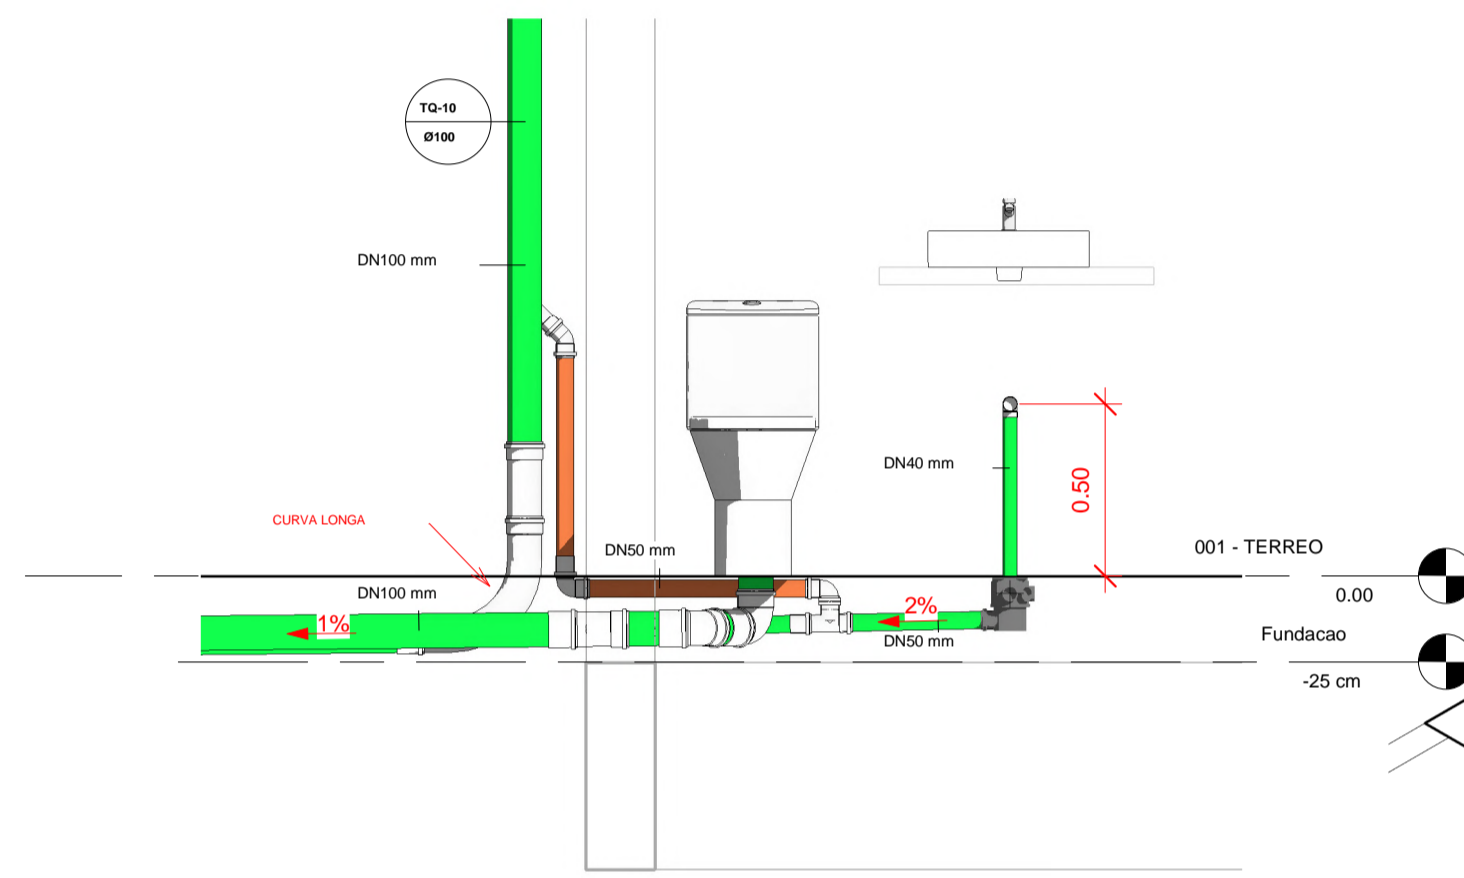 TQ-10
Ø100
DN100 mm
DN40 mm
0.50
CURVA LONGA
DN50 mm
001 - TERREO
0.00
DN100 mm
1%
2%
DN50 mm
Fundacao
-25 cm